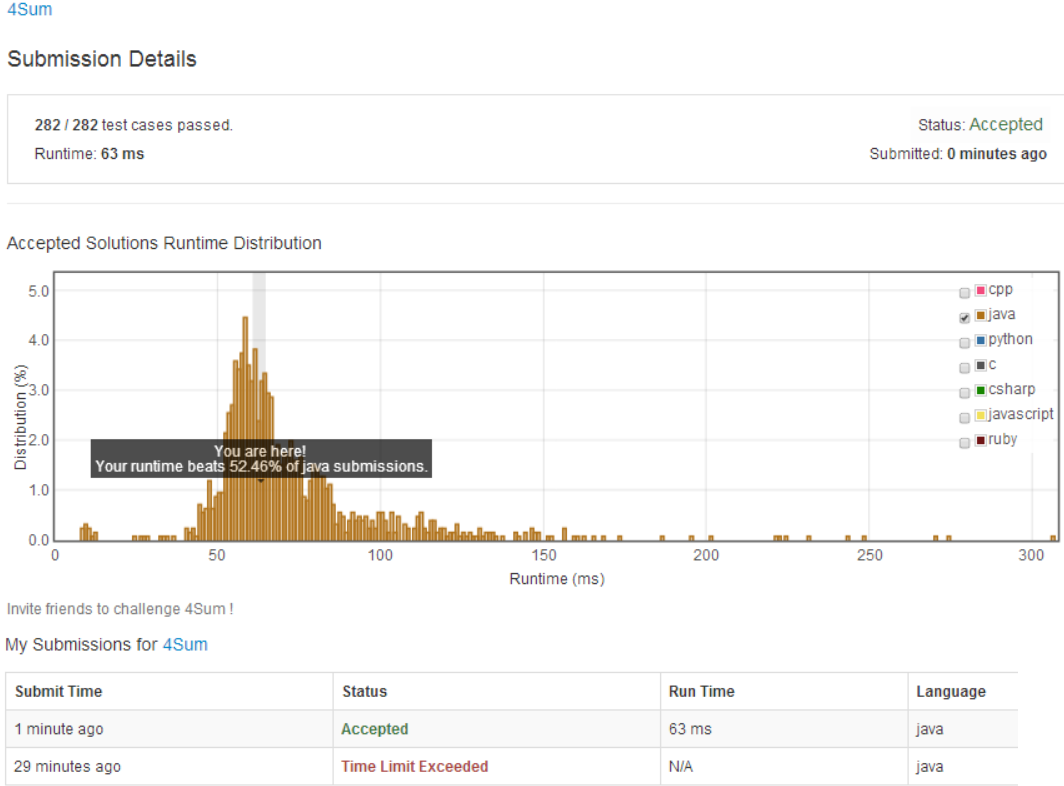 4Sum
Submission Details
282 / 282 test cases passed.
Status: Accepted
Runtime: 63 ms
Submitted: 0 minutes ago
Accepted Solutions Runtime Distribution
5.0
4.0
3.0
2.0
1.0
0.0
Distribution (%)
cpp
java
python
c
csharp
javascript
ruby
You are here!
Your runtime beats 52.46% of java submissions.
0 50 100 150 200 250 300
Runtime (ms)
Invite friends to challenge 4Sum !
My Submissions for 4Sum
Submit Time Status Run Time Language
1 minute ago Accepted 63 ms java
29 minutes ago Time Limit Exceeded N/A java